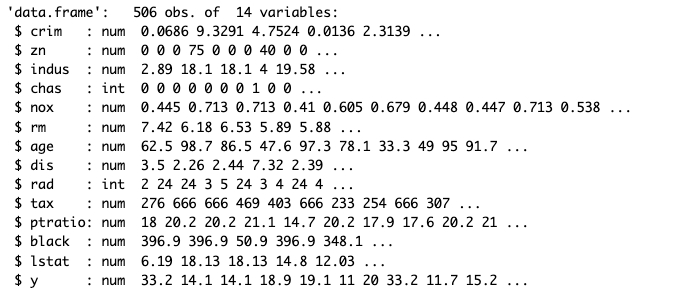 'data.frame':   506 obs. of  14 variables:
 $ crim   : num  0.0686 9.3291 4.7524 0.0136 2.3139 ...
 $ zn     : num  0 0 0 75 0 0 0 40 0 0 ...
 $ indus  : num  2.89 18.1 18.1 4 19.58 ...
 $ chas   : int  0 0 0 0 0 0 0 1 0 0 ...
 $ nox    : num  0.445 0.713 0.713 0.41 0.605 0.679 0.448 0.447 0.713 0.538 ...
 $ rm     : num  7.42 6.18 6.53 5.89 5.88 ...
 $ age    : num  62.5 98.7 86.5 47.6 97.3 78.1 33.3 49 95 91.7 ...
 $ dis    : num  3.5 2.26 2.44 7.32 2.39 ...
 $ rad    : int  2 24 24 3 5 24 3 4 24 4 ...
 $ tax    : num  276 666 666 469 403 666 233 254 666 307 ...
 $ ptratio: num  18 20.2 20.2 21.1 14.7 20.2 17.9 17.6 20.2 21 ...
 $ black  : num  396.9 396.9 50.9 396.9 348.1 ...
 $ lstat  : num  6.19 18.13 18.13 14.8 12.03 ...
 $ y      : num  33.2 14.1 14.1 18.9 19.1 11 20 33.2 11.7 15.2 ...